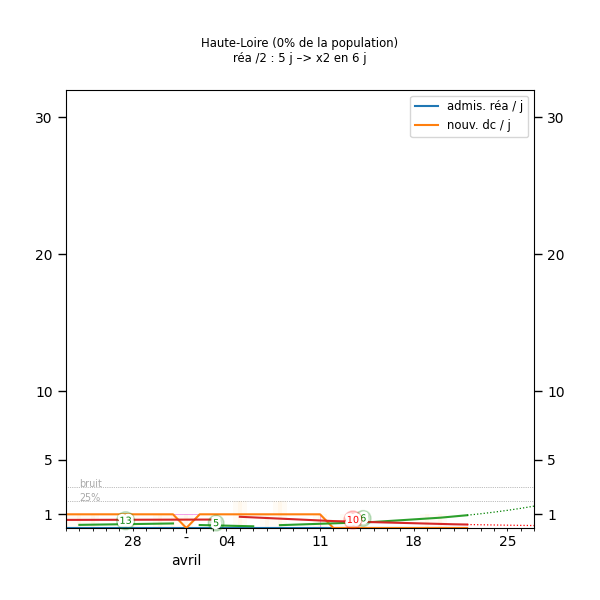 Haute-Loire (0% de la population)
réa /2 : 5 j –> x2 en 6 j
admis. réa / j
nouv. dc / j
30 30
20 20
10 10
5 5
bruit
25%
1 1
13 5 10 6
28 - 04 11 18 25
avril